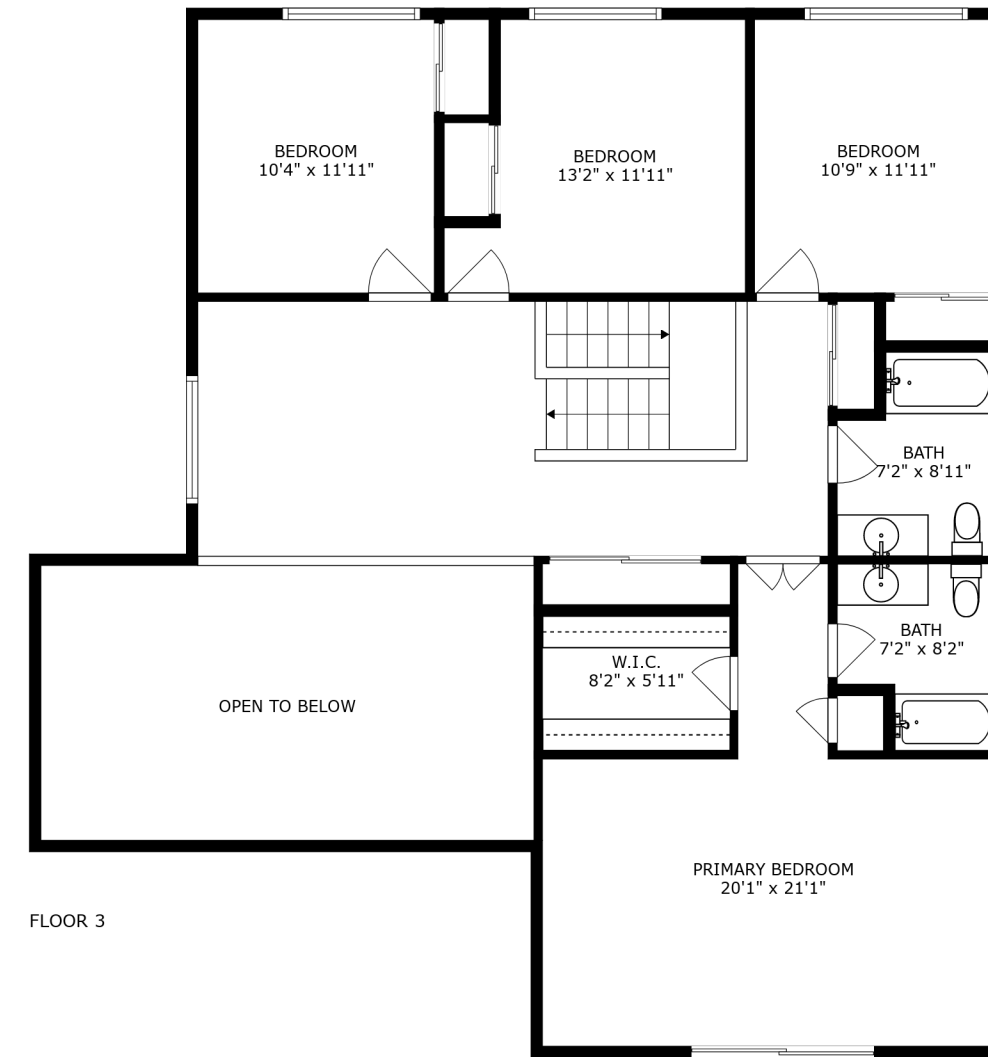 BEDROOM
10'4" x 11'11"
BEDROOM
13'2" x 11'11"
BEDROOM
10'9" x 11'11"
BATH
7'2" x 8'11"
BATH
7'2" x 8'2"
W.I.C.
8'2" x 5'11"
OPEN TO BELOW
PRIMARY BEDROOM
20'1" x 21'1"
FLOOR 3